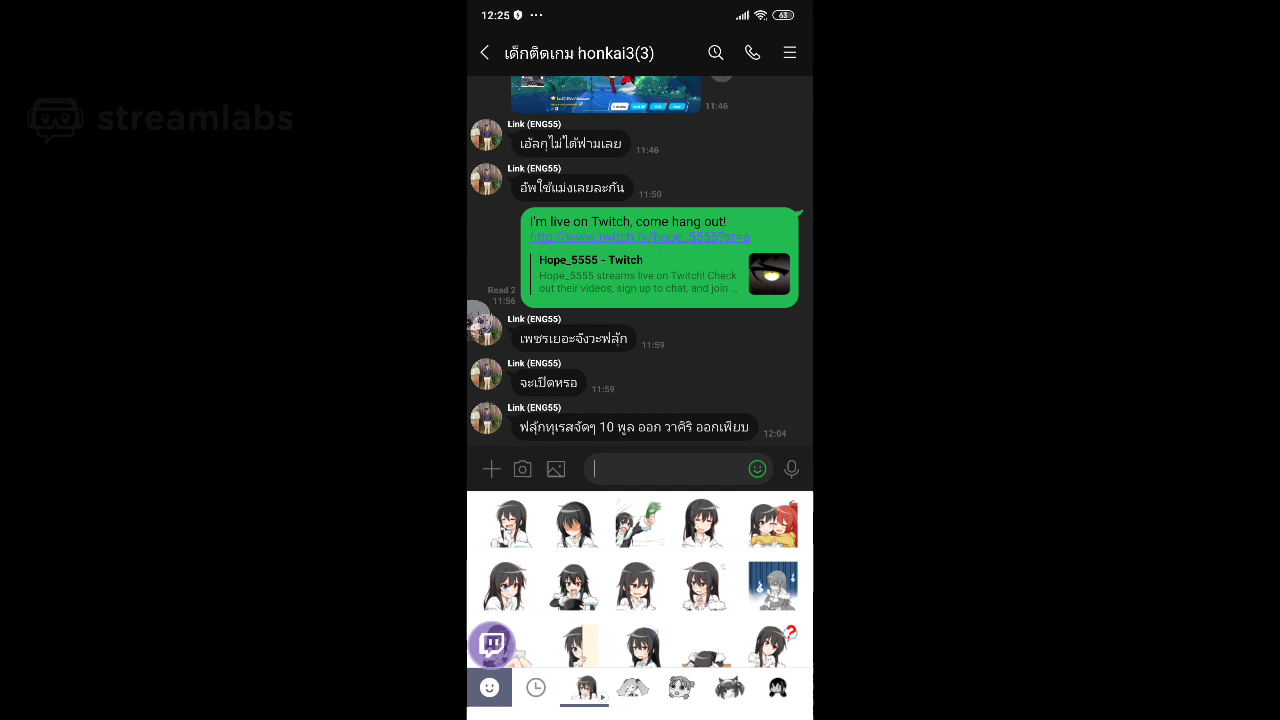 12:25
63
เด็กติดเกม honkai3(3)
streamlabs
11:46
Link (ENG55)
เอ้ลกุไม่ได้ฟามเลย
11:46
Link (ENG55)
อัพใช้แม่งเลยละกัน
11:50
I'm live on Twitch, come hang out!
http://www.twitch.tv/hope_5555?sr=a
Hope_5555 - Twitch
Hope_5555 streams live on Twitch! Check
out their videos, sign up to chat, and join ...
Read 2
11:56
Link (ENG55)
เพชรเยอะจังวะฟลุ้ก
11:59
Link (ENG55)
จะเปิดหรอ
11:59
Link (ENG55)
ฟลุ้กทุเรสจัดๆ 10 พูล ออก วาคิริ ออกเพียบ
12:04